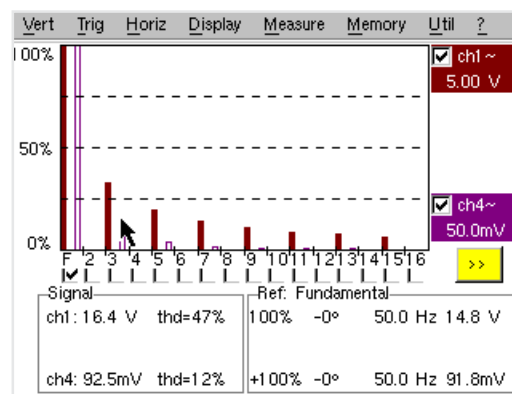 Vert Trig Horiz Display Measure Memory Util ?
100%
ch1~
5.00 V
50%
ch4~
50.0mV
0%
F 2 3 4 5 6 7 8 9 10 11 12 13 14 15 16
>>
Signal
Ref: Fundamental
ch1: 16.4 V thd=47%
100% -0° 50.0 Hz 14.8 V
ch4: 92.5mV thd=12%
+100% -0° 50.0 Hz 91.8mV